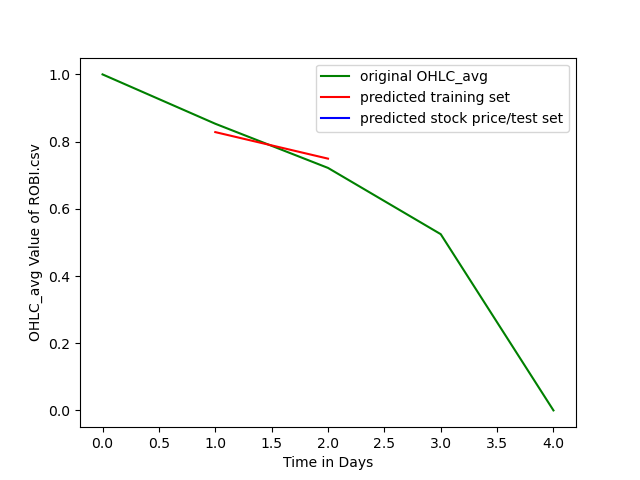 original OHLC_avg
predicted training set
predicted stock price/test set
1.0
0.8
0.6
0.4
0.2
0.0
OHLC_avg Value of ROBI.csv
0.0 0.5 1.0 1.5 2.0 2.5 3.0 3.5 4.0
Time in Days